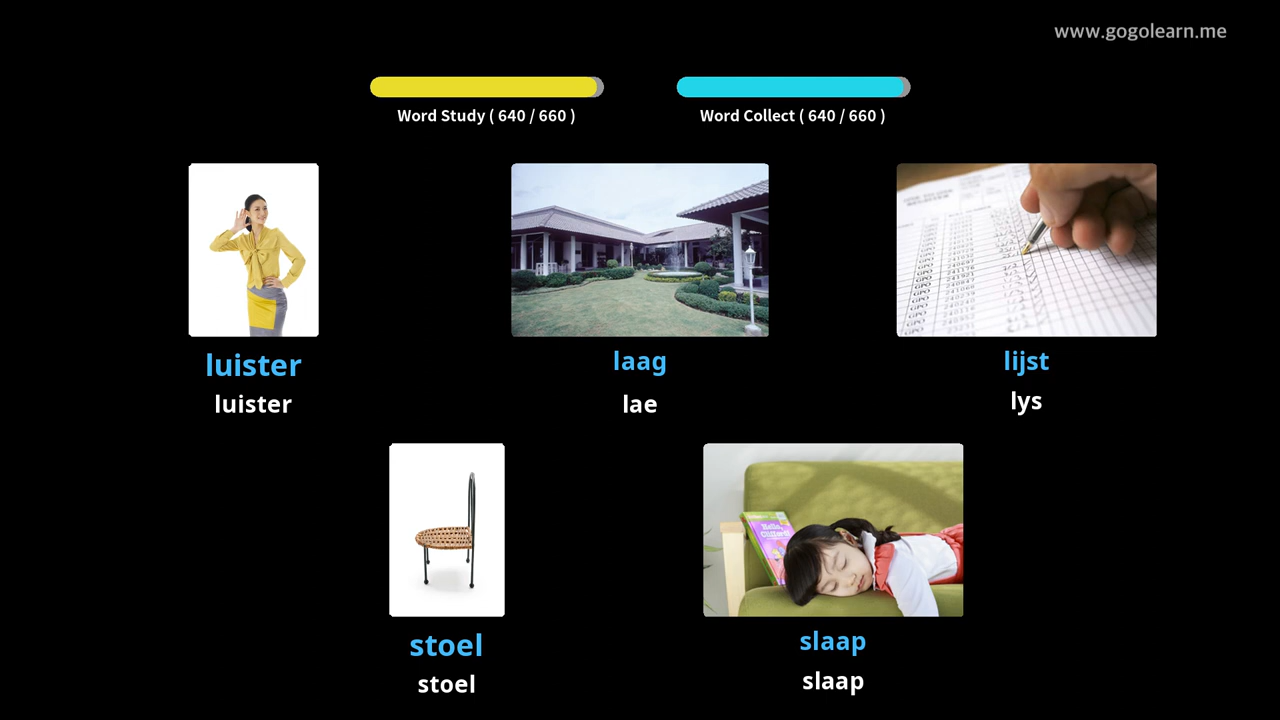 www.gogolearn.me
Word Study ( 640 / 660 )
Word Collect ( 640 / 660 )
luister
luister
laag
lae
lijst
lys
stoel
stoel
slaap
slaap